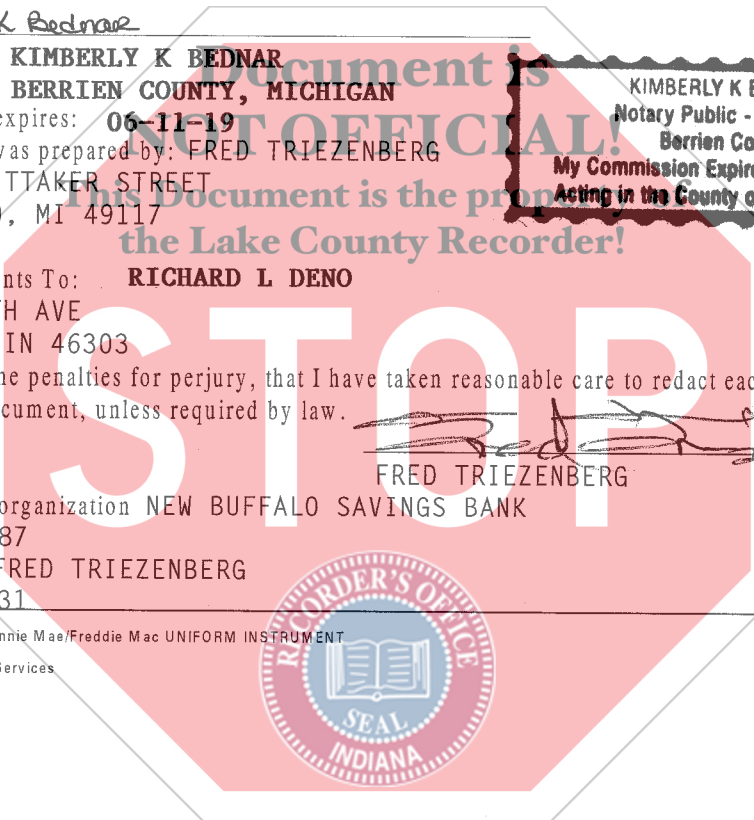 K Bednar
KIMBERLY K BEDNAR
BERRIEN COUNTY, MICHIGAN
expires: 06-11-19
was prepared by: FRED TRIEZENBERG
TTAKER STREET
, MI 49117
KIMBERLY K B
Notary Public -
Berrien Co
My Commission Expire
Acting in the County o
Document is
NOT OFFICIAL!
This Document is the property of
the Lake County Recorder!
nts To: RICHARD L DENO
TH AVE
IN 46303
he penalties for perjury, that I have taken reasonable care to redact eac
ocument, unless required by law.
FRED TRIEZENBERG
organization NEW BUFFALO SAVINGS BANK
87
FRED TRIEZENBERG
31
nnie Mae/Freddie Mac UNIFORM INSTRUMENT
Services
STOP
RECORDER'S OFFICE
SEAL
INDIANA